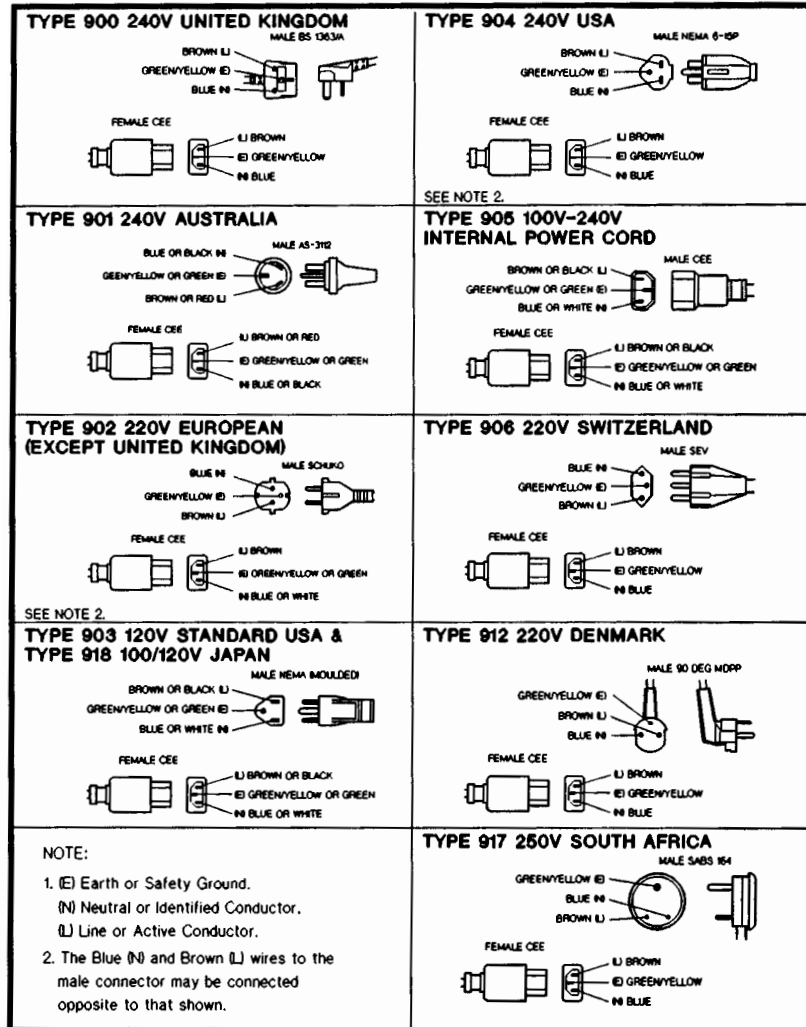 TYPE 900 240V UNITED KINGDOM
MALE BS 1363/A
BROWN (L)
GREEN/YELLOW (E)
BLUE (N)
FEMALE CEE
(L) BROWN
(E) GREEN/YELLOW
(N) BLUE
TYPE 904 240V USA
MALE NEMA 6-15P
BROWN (L)
GREEN/YELLOW (E)
BLUE (N)
FEMALE CEE
(L) BROWN
(E) GREEN/YELLOW
(N) BLUE
SEE NOTE 2.
TYPE 901 240V AUSTRALIA
MALE AS-3112
BLUE OR BLACK (N)
GEEN/YELLOW OR GREEN (E)
BROWN OR RED (L)
FEMALE CEE
(L) BROWN OR RED
(E) GREEN/YELLOW OR GREEN
(N) BLUE OR BLACK
TYPE 905 100V-240V
INTERNAL POWER CORD
MALE CEE
BROWN OR BLACK (L)
GREEN/YELLOW OR GREEN (E)
BLUE OR WHITE (N)
FEMALE CEE
(L) BROWN OR BLACK
(E) GREEN/YELLOW OR GREEN
(N) BLUE OR WHITE
TYPE 902 220V EUROPEAN
(EXCEPT UNITED KINGDOM)
MALE SCHUKO
BLUE (N)
GREEN/YELLOW (E)
BROWN (L)
FEMALE CEE
(L) BROWN
(E) GREEN/YELLOW OR GREEN
(N) BLUE OR WHITE
SEE NOTE 2.
TYPE 906 220V SWITZERLAND
MALE SEV
BLUE (N)
GREEN/YELLOW (E)
BROWN (L)
FEMALE CEE
(L) BROWN
(E) GREEN/YELLOW
(N) BLUE
TYPE 903 120V STANDARD USA &
TYPE 918 100/120V JAPAN
MALE NEMA (MOULDED)
BROWN OR BLACK (L)
GREEN/YELLOW OR GREEN (E)
BLUE OR WHITE (N)
FEMALE CEE
(L) BROWN OR BLACK
(E) GREEN/YELLOW OR GREEN
(N) BLUE OR WHITE
TYPE 912 220V DENMARK
MALE 90 DEG MDPP
GREEN/YELLOW (E)
BROWN (L)
BLUE (N)
FEMALE CEE
(L) BROWN
(E) GREEN/YELLOW
(N) BLUE
NOTE:
1. (E) Earth or Safety Ground.
(N) Neutral or Identified Conductor.
(L) Line or Active Conductor.
2. The Blue (N) and Brown (L) wires to the
male connector may be connected
opposite to that shown.
TYPE 917 250V SOUTH AFRICA
MALE SABS 164
GREEN/YELLOW (E)
BLUE (N)
BROWN (L)
FEMALE CEE
(L) BROWN
(E) GREEN/YELLOW
(N) BLUE